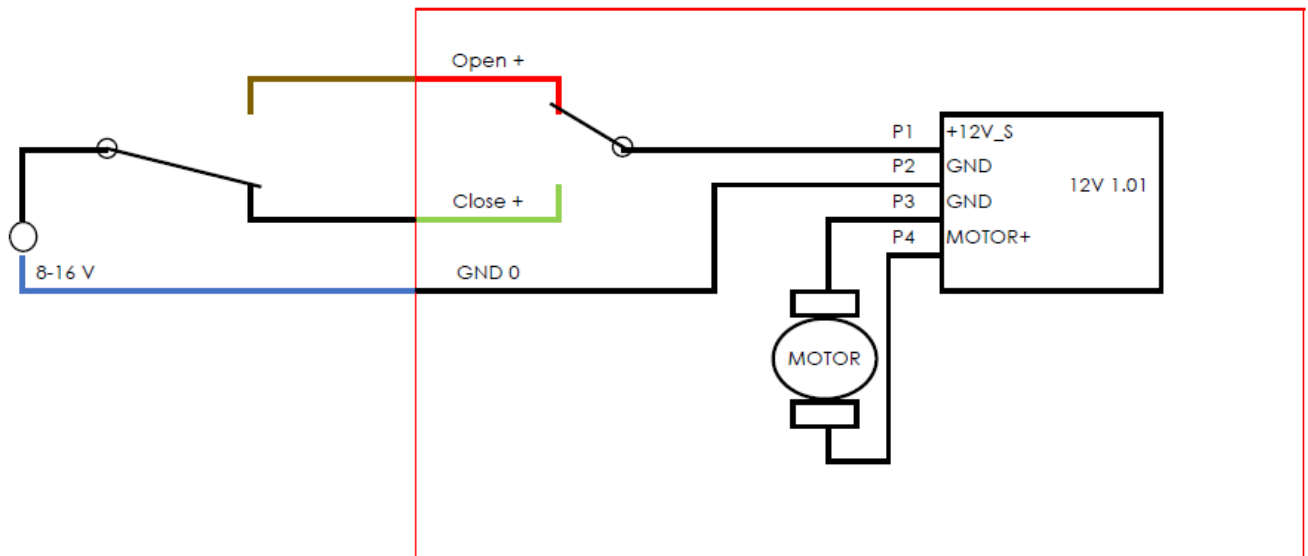 Open +
P1 +12V_S
P2 GND
12V 1.01
Close +
P3 GND
P4 MOTOR+
8-16 V
GND 0
MOTOR